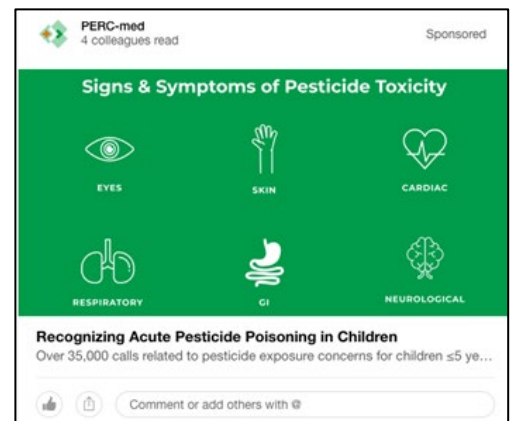 PERC-med
4 colleagues read
Sponsored
Signs & Symptoms of Pesticide Toxicity
EYES
SKIN
CARDIAC
RESPIRATORY
GI
NEUROLOGICAL
Recognizing Acute Pesticide Poisoning in Children
Over 35,000 calls related to pesticide exposure concerns for children ≤5 ye...
Comment or add others with @